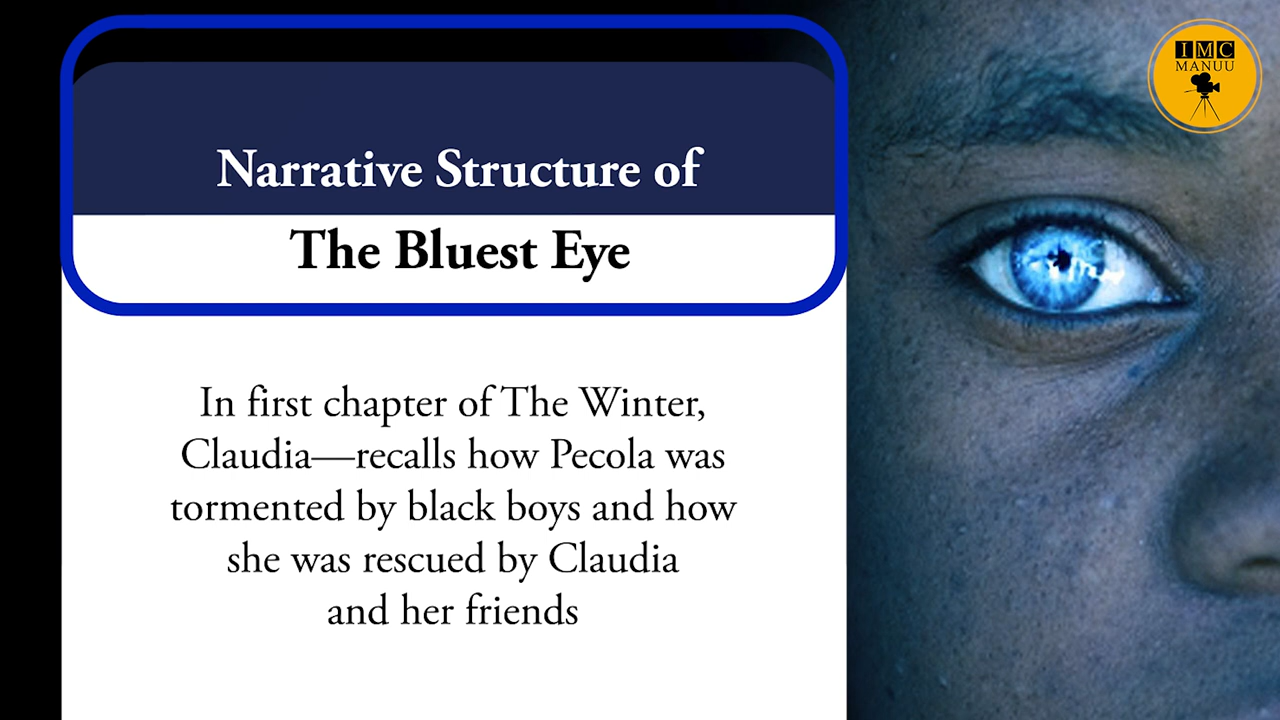 IMC
MANUU
Narrative Structure of
The Bluest Eye
In first chapter of The Winter,
Claudia—recalls how Pecola was
tormented by black boys and how
she was rescued by Claudia
and her friends